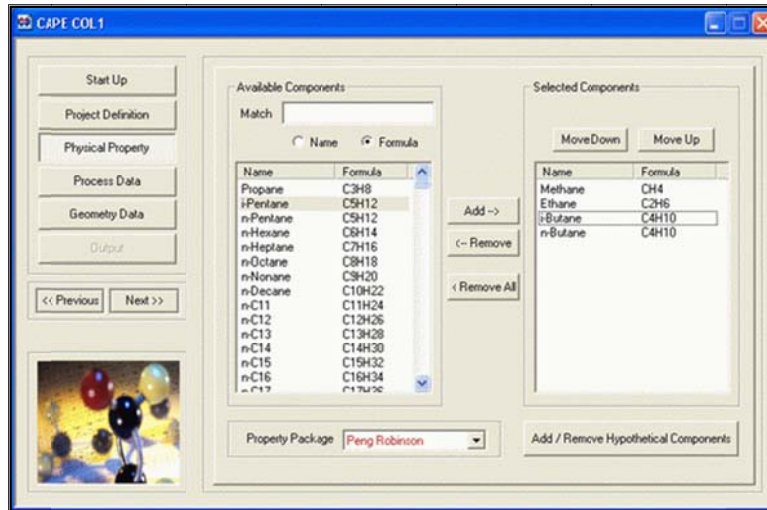 CAPE COL1
Start Up
Project Definition
Physical Property
Process Data
Geometry Data
Output
<< Previous
Next >>
Available Components
Match
Name
Formula
Name Formula
Propane C3H8
i-Pentane C5H12
n-Pentane C5H12
n-Hexane C6H14
n-Heptane C7H16
n-Octane C8H18
n-Nonane C9H20
n-Decane C10H22
n-C11 C11H24
n-C12 C12H26
n-C13 C13H28
n-C14 C14H30
n-C15 C15H32
n-C16 C16H34
n-C17 C17H36
Property Package Peng Robinson
Add -->
<-- Remove
< Remove All
Selected Components
MoveDown
Move Up
Name Formula
Methane CH4
Ethane C2H6
i-Butane C4H10
n-Butane C4H10
Add / Remove Hypothetical Components